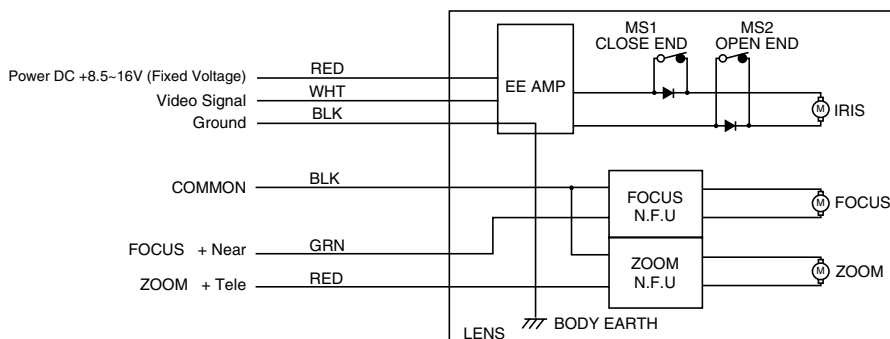 MS1
CLOSE END
MS2
OPEN END
Power DC +8.5~16V (Fixed Voltage)
RED
EE AMP
Video Signal
WHT
Ground
BLK
M
IRIS
COMMON
BLK
FOCUS
N.F.U
M
FOCUS
FOCUS + Near
GRN
ZOOM
N.F.U
M
ZOOM
ZOOM + Tele
RED
BODY EARTH
LENS